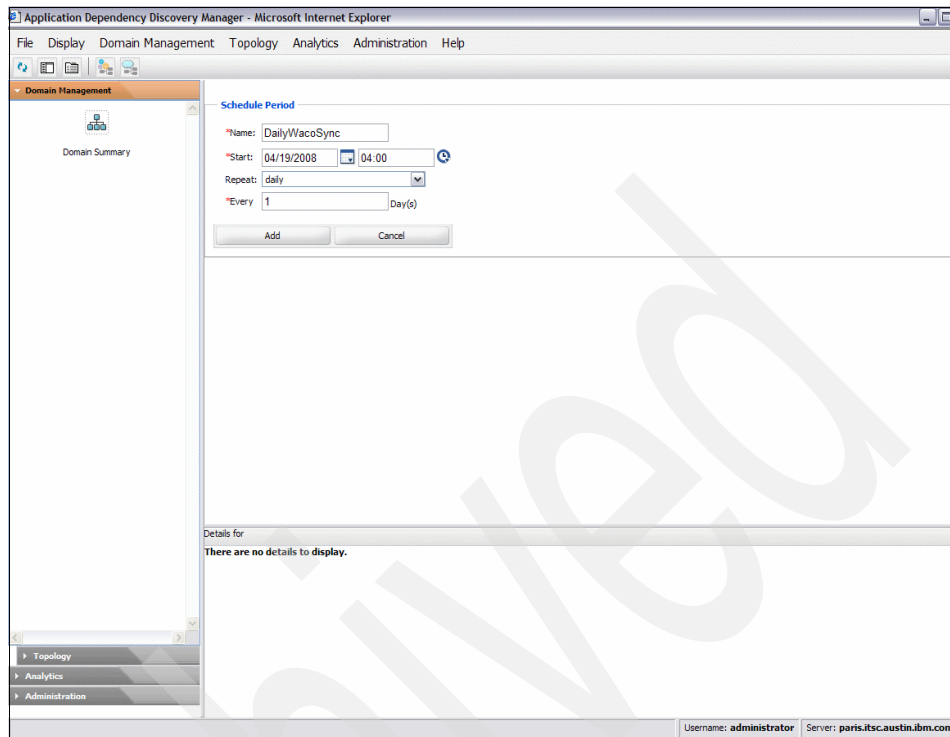 Application Dependency Discovery Manager - Microsoft Internet Explorer
File Display Domain Management Topology Analytics Administration Help
Domain Management
Domain Summary
Schedule Period
*Name: DailyWacoSync
*Start: 04/19/2008 04:00
Repeat: daily
*Every 1 Day(s)
Add Cancel
Details for
There are no details to display.
Topology
Analytics
Administration
Username: administrator Server: paris.itsc.austin.ibm.com
hived